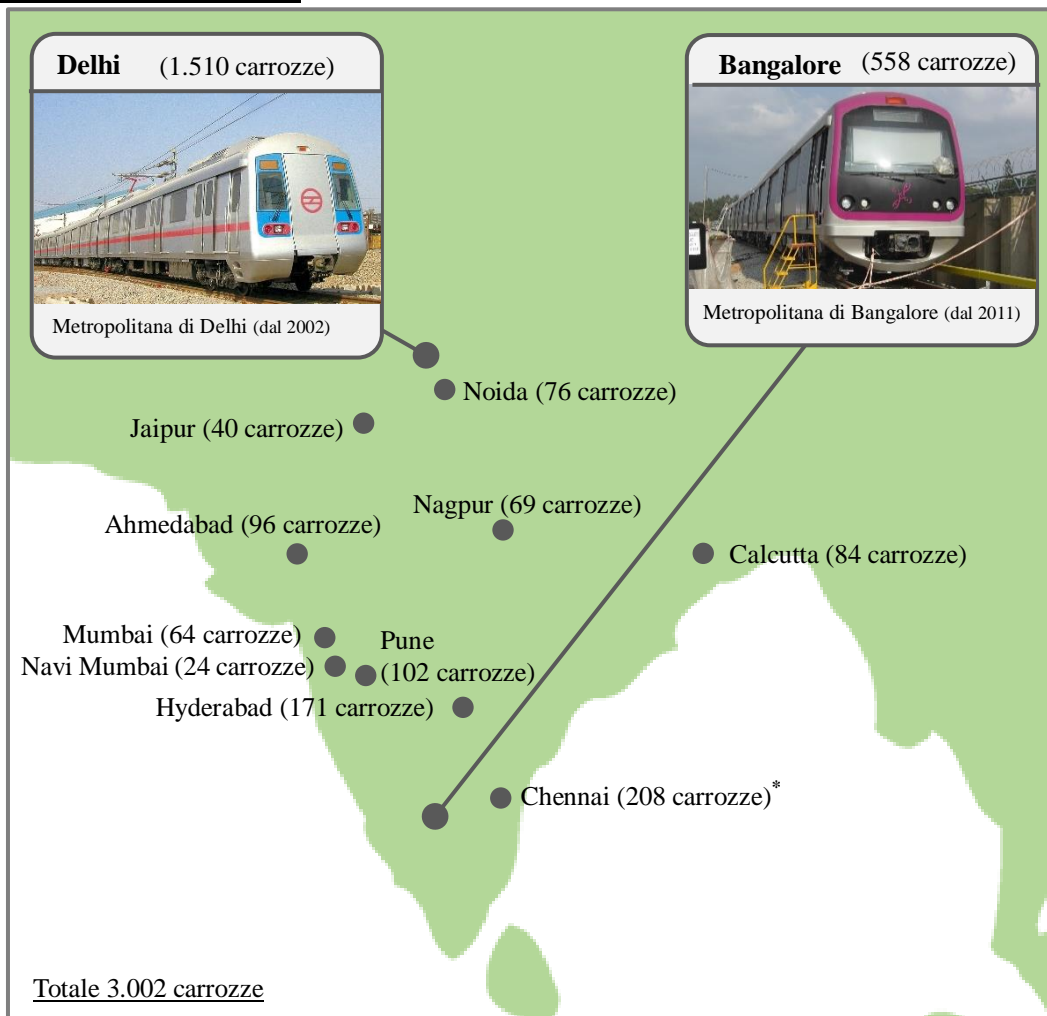 Delhi (1.510 carrozze)
Metropolitana di Delhi (dal 2002)
Bangalore (558 carrozze)
Metropolitana di Bangalore (dal 2011)
Noida (76 carrozze)
Jaipur (40 carrozze)
Nagpur (69 carrozze)
Ahmedabad (96 carrozze)
Calcutta (84 carrozze)
Mumbai (64 carrozze)
Pune
(102 carrozze)
Navi Mumbai (24 carrozze)
Hyderabad (171 carrozze)
Chennai (208 carrozze)*
Totale 3.002 carrozze